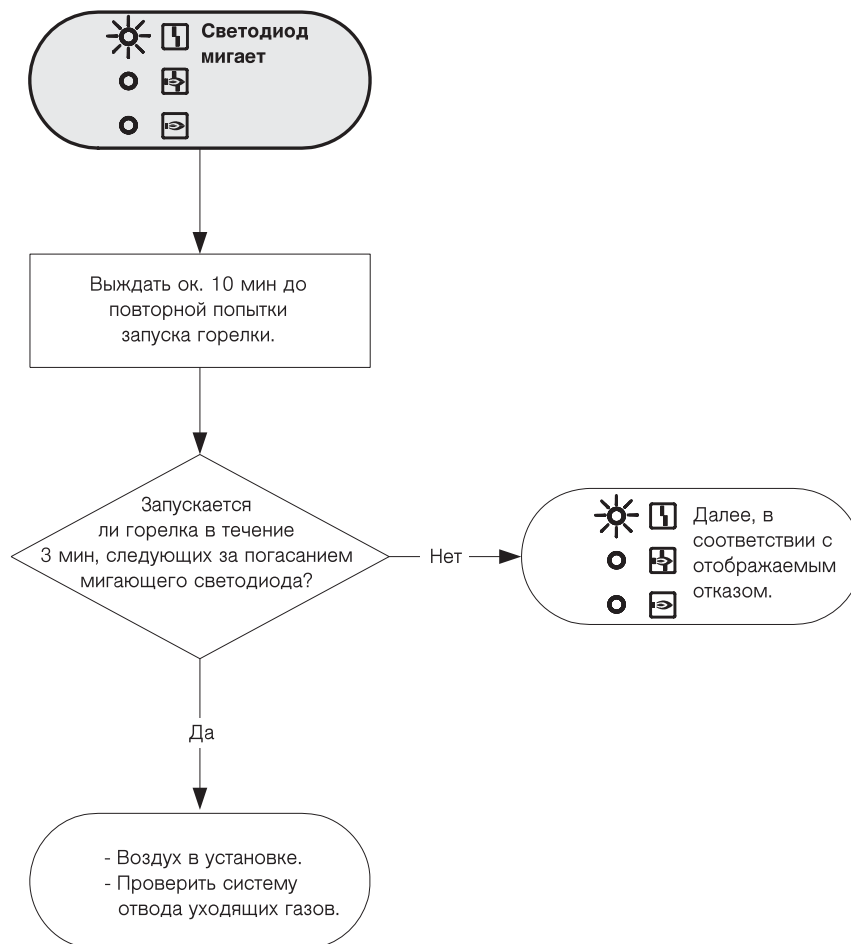 Светодиод
мигает
Выждать ок. 10 мин до
повторной попытки
запуска горелки.
Запускается
ли горелка в течение
3 мин, следующих за погасанием
мигающего светодиода?
Нет
Далее, в
соответствии с
отображаемым
отказом.
Да
- Воздух в установке.
- Проверить систему
отвода уходящих газов.